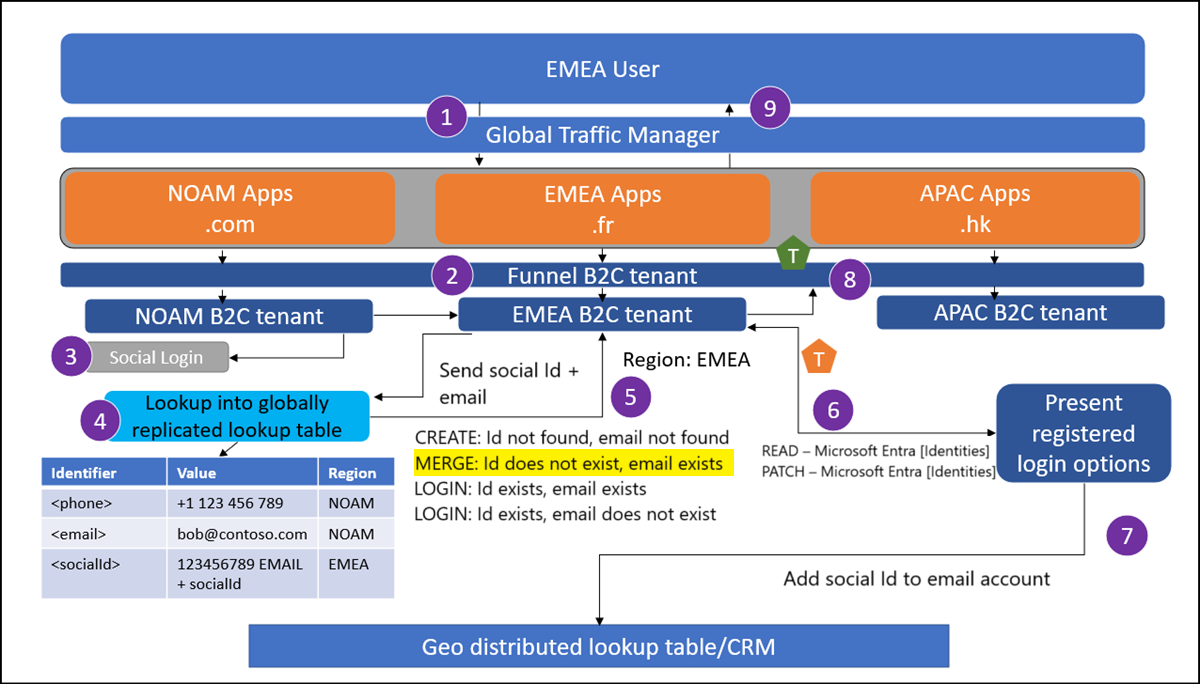 EMEA User
1
9
Global Traffic Manager
NOAM Apps
.com
EMEA Apps
.fr
APAC Apps
.hk
T
2
Funnel B2C tenant
8
NOAM B2C tenant
EMEA B2C tenant
APAC B2C tenant
3
Social Login
Send social Id +
email
Region: EMEA
T
4
Lookup into globally
replicated lookup table
5
6
CREATE: Id not found, email not found
MERGE: Id does not exist, email exists
LOGIN: Id exists, email exists
LOGIN: Id exists, email does not exist
READ – Microsoft Entra [Identities]
PATCH – Microsoft Entra [Identities]
Present
registered
login options
Identifier Value Region
<phone> +1 123 456 789 NOAM
<email> bob@contoso.com NOAM
<socialId> 123456789 EMAIL EMEA
+ socialId
7
Add social Id to email account
Geo distributed lookup table/CRM